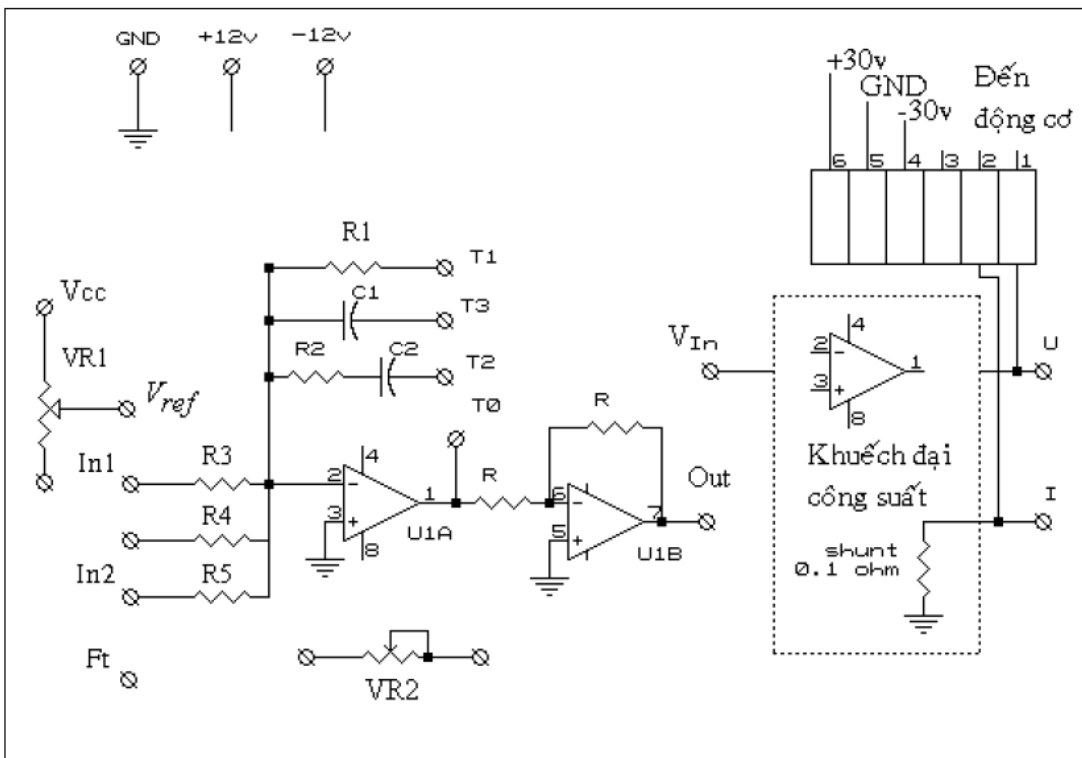 GND +12v -12v
+30v
GND
-30v
Đến
động cơ
6 5 4 3 2 1
R1
T1
C1
T3
R2
C2
T2
T0
Vcc
VR1
Vref
In1
R3
R4
In2
R5
Ft
2
3
4
8
1
U1A
R
R
6
5
7
U1B
Out
VR2
VIn
2
3
4
8
1
Khuếch đại
công suất
shunt
0.1 ohm
U
I